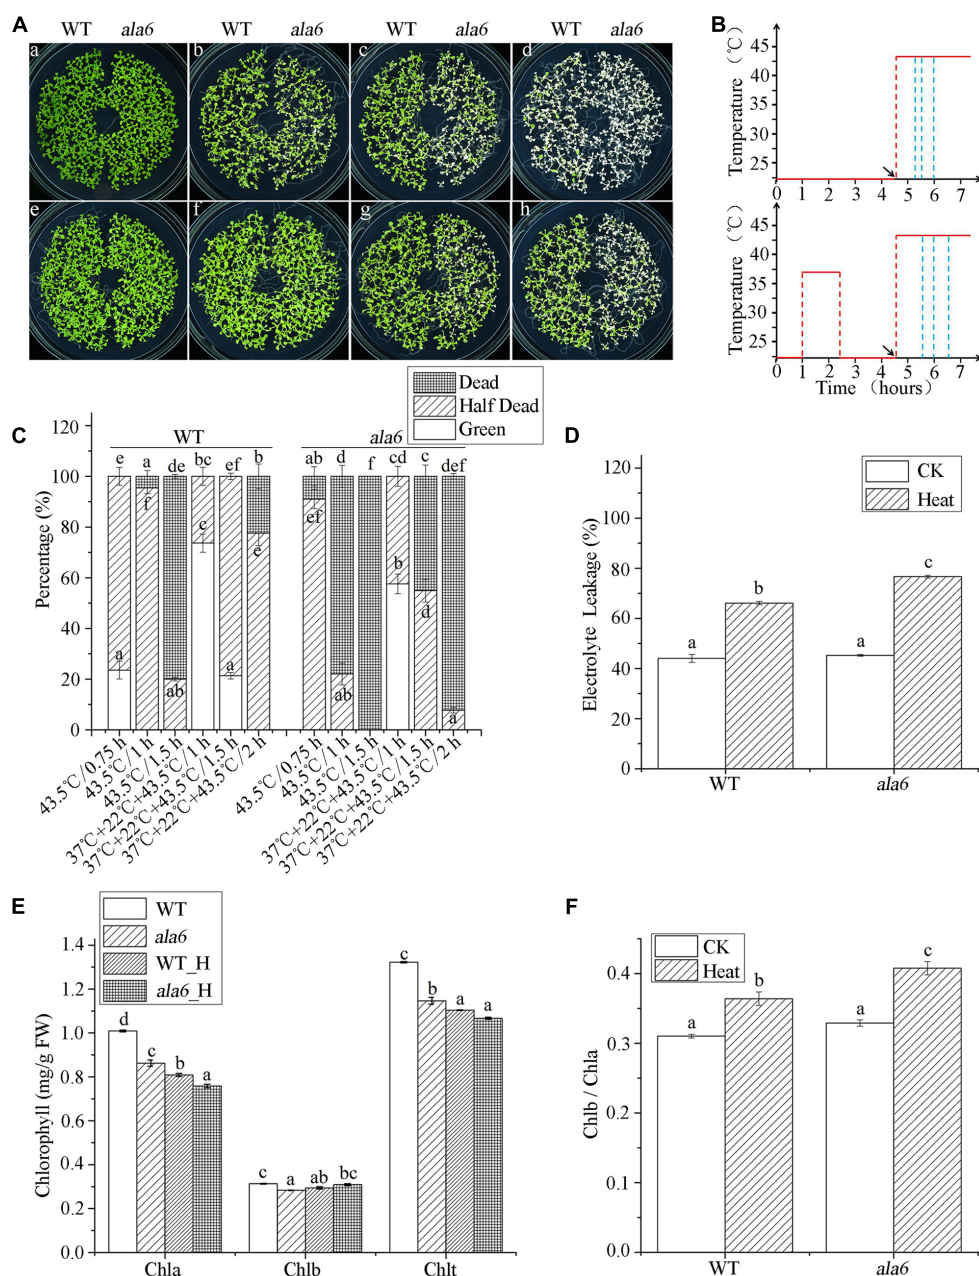 A
WT ala6 WT ala6 WT ala6 WT ala6
a b c d
e f g h
B
Temperature (℃)
45
40
35
30
25
0 1 2 3 4 5 6 7
Temperature (℃)
45
40
35
30
25
0 1 2 3 4 5 6 7
Time (hours)
C
Dead
Half Dead
Green
Percentage (%)
120
100
80
60
40
20
0
WT
ala6
e a de bc ef b
ab d f cd c def
a f ab c a e
ef ab b d a
43.5℃/0.75 h
43.5℃/1 h
43.5℃/1.5 h
37℃+22℃+43.5℃/1 h
37℃+22℃+43.5℃/1.5 h
37℃+22℃+43.5℃/2 h
43.5℃/0.75 h
43.5℃/1 h
43.5℃/1.5 h
37℃+22℃+43.5℃/1 h
37℃+22℃+43.5℃/1.5 h
37℃+22℃+43.5℃/2 h
D
CK
Heat
Electrolyte Leakage (%)
120
100
80
60
40
20
0
a b a c
WT ala6
E
WT
ala6
WT_H
ala6_H
Chlorophyll (mg/g FW)
1.4
1.2
1.0
0.8
0.6
0.4
0.2
0.0
d c b a
c a ab bc
c b a a
Chla Chlb Chlt
F
CK
Heat
Chlb / Chla
0.4
0.3
0.2
0.1
0.0
a b a c
WT ala6